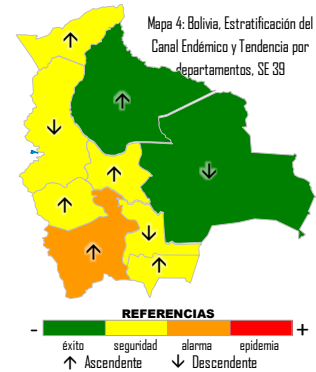 Mapa 4: Bolivia, Estratificación del
Canal Endémico y Tendencia por
departamentos, SE 39
REFERENCIAS
- +
éxito seguridad alarma epidemia
↑ Ascendente ↓ Descendente